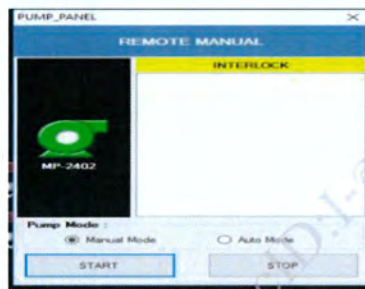 PUMP_PANEL
REMOTE MANUAL
INTERLOCK
MP-2402
Pump Mode :
Manual Mode Auto Mode
START STOP